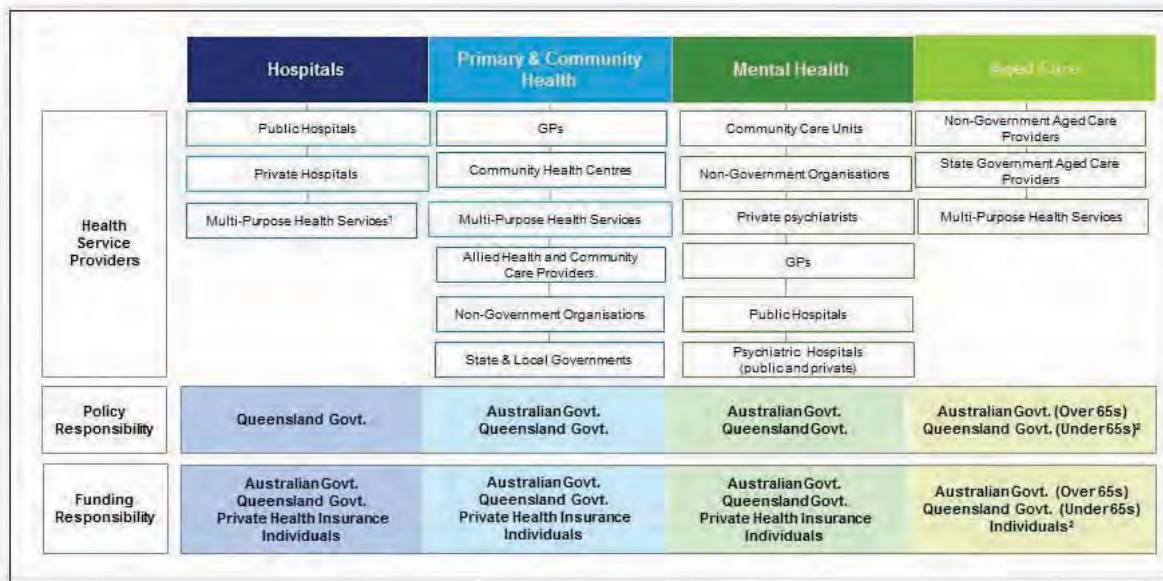 Hospitals
Primary & Community
Health
Mental Health
Aged Care
Health
Service
Providers
Public Hospitals
Private Hospitals
Multi-Purpose Health Services¹
GPs
Community Health Centres
Multi-Purpose Health Services
Allied Health and Community
Care Providers.
Non-Government Organisations
State & Local Governments
Community Care Units
Non-Government Organisations
Private psychiatrists
GPs
Public Hospitals
Psychiatric Hospitals
(public and private)
Non-Government Aged Care
Providers
State Government Aged Care
Providers
Multi-Purpose Health Services
Policy
Responsibility
Queensland Govt.
Australian Govt.
Queensland Govt.
Australian Govt.
Queensland Govt.
Australian Govt. (Over 65s)
Queensland Govt. (Under 65s)²
Funding
Responsibility
Australian Govt.
Queensland Govt.
Private Health Insurance
Individuals
Australian Govt.
Queensland Govt.
Private Health Insurance
Individuals
Australian Govt.
Queensland Govt.
Private Health Insurance
Individuals
Australian Govt. (Over 65s)
Queensland Govt. (Under 65s)
Individuals²